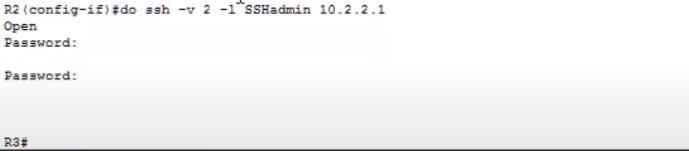 R2(config-if)#do ssh -v 2 -l SSHadmin 10.2.2.1
Open
Password:
Password:
R3#